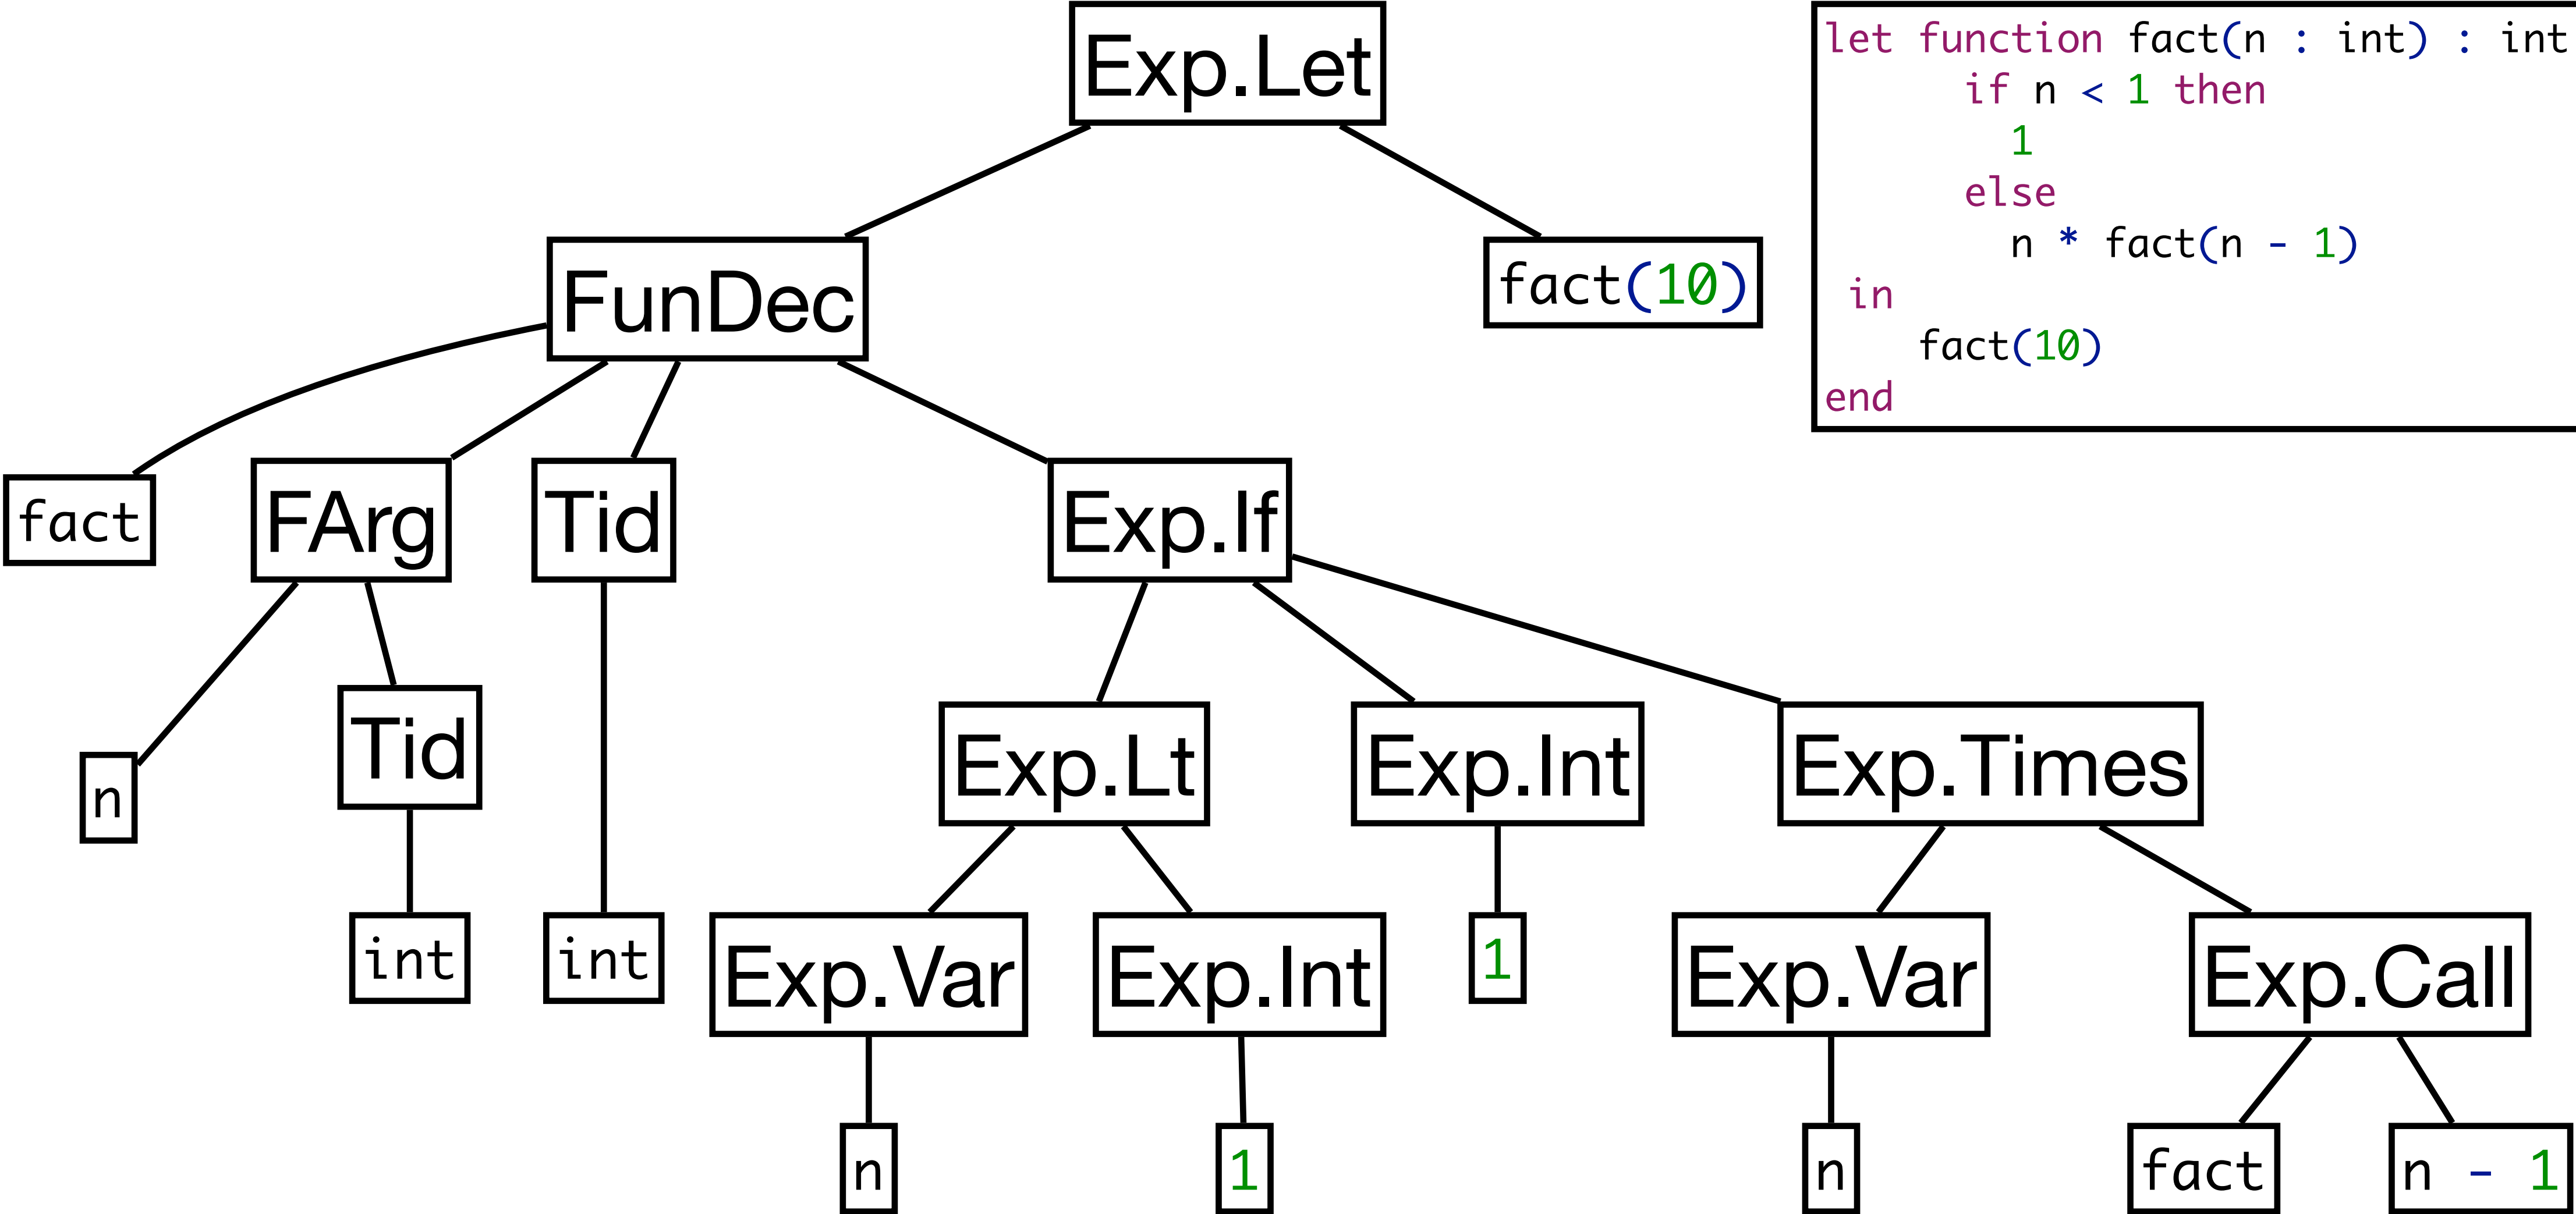 Exp.Let
let function fact(n : int) : int
if n < 1 then
1
else
n * fact(n - 1)
in
fact(10)
end
FunDec
fact(10)
fact
FArg
Tid
Exp.If
n
Tid
Exp.Lt
Exp.Int
Exp.Times
int
int
Exp.Var
Exp.Int
1
Exp.Var
Exp.Call
n
1
n
fact
n - 1